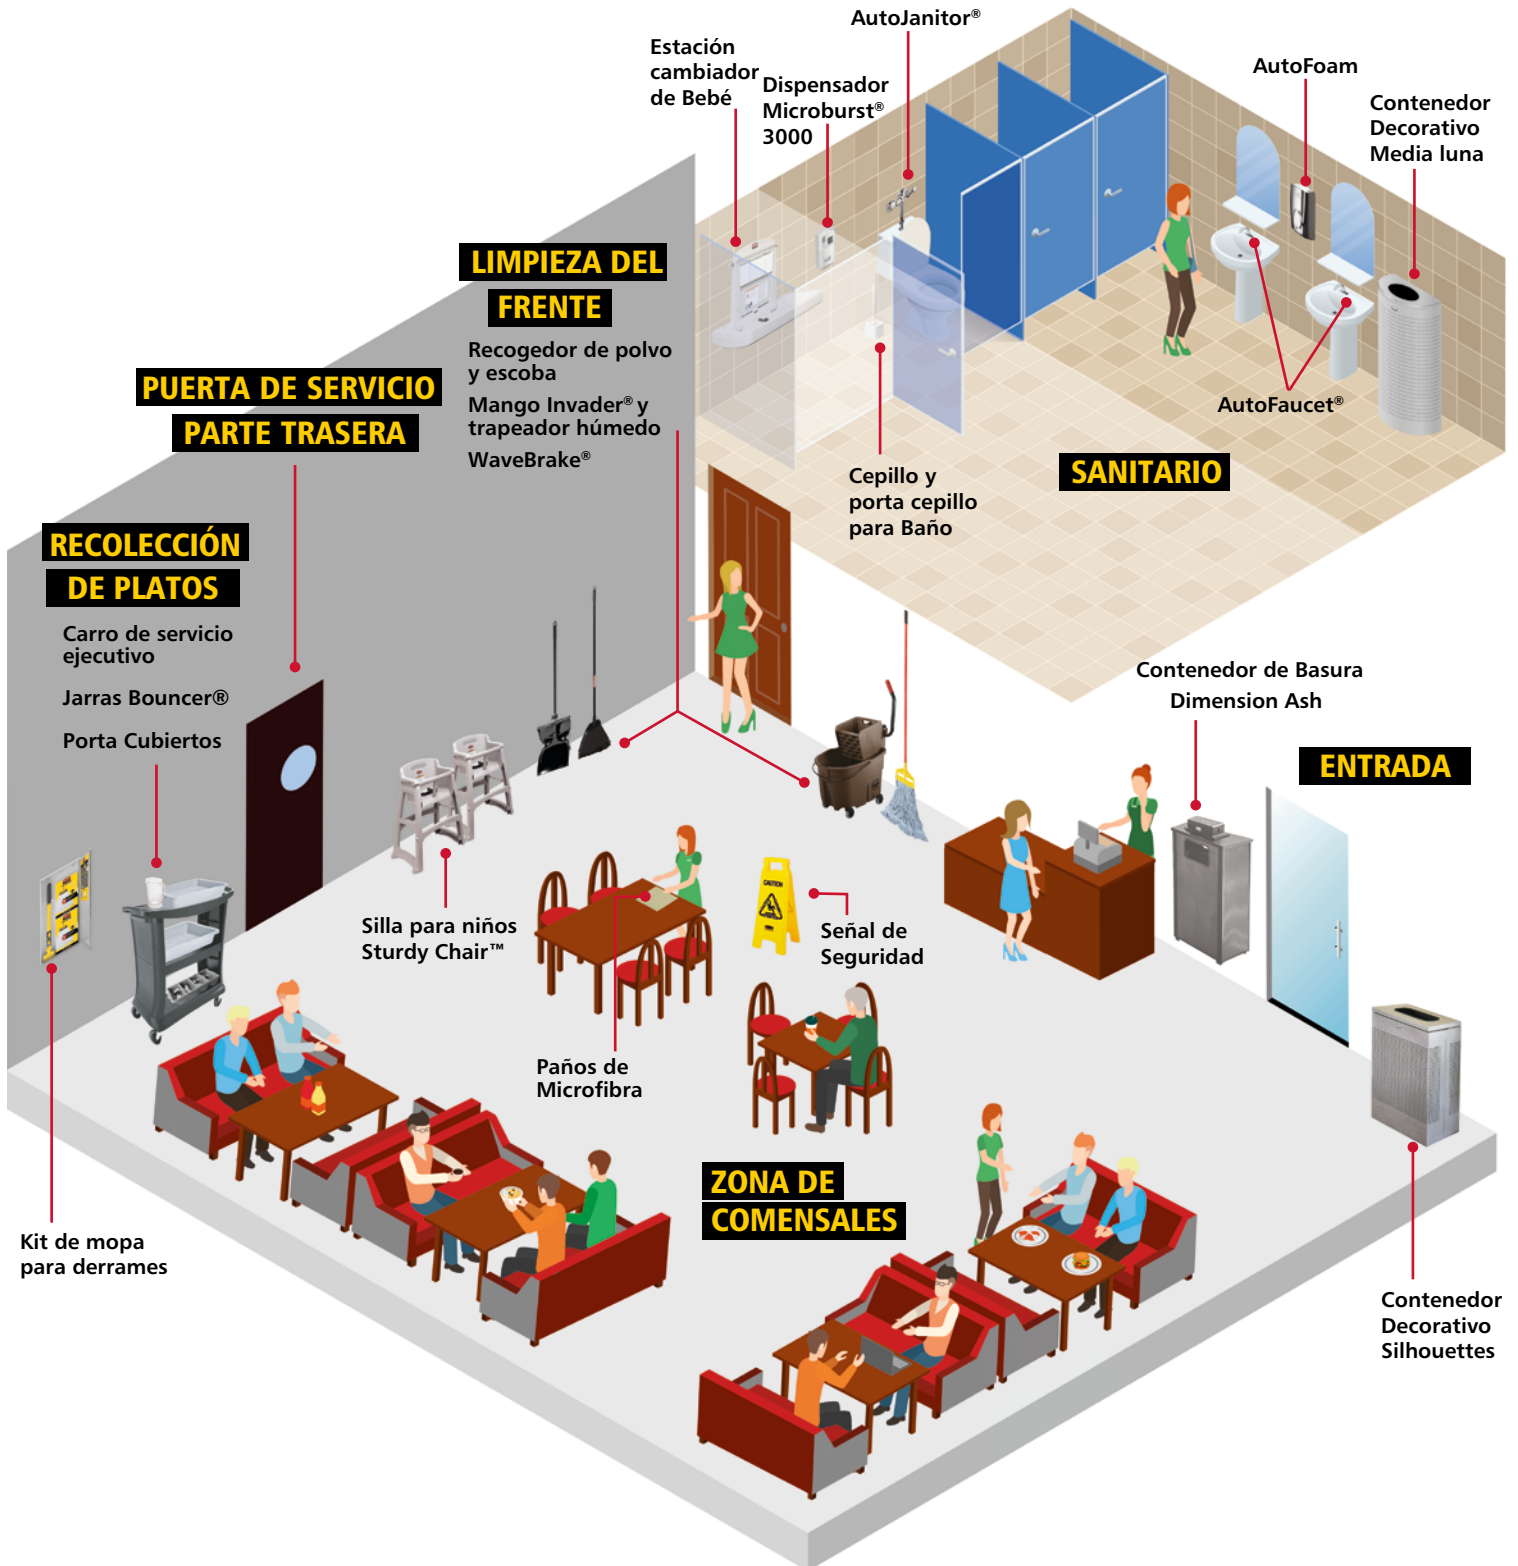 AutoJanitor®
Estación
cambiador
de Bebé
Dispensador
Microburst®
3000
AutoFoam
Contenedor
Decorativo
Media luna
LIMPIEZA DEL
FRENTE
Recogedor de polvo
y escoba
Mango Invader® y
trapeador húmedo
WaveBrake®
PUERTA DE SERVICIO
PARTE TRASERA
AutoFaucet®
Cepillo y
porta cepillo
para Baño
SANITARIO
RECOLECCIÓN
DE PLATOS
Carro de servicio
ejecutivo
Jarras Bouncer®
Porta Cubiertos
Contenedor de Basura
Dimension Ash
ENTRADA
CAUTION
Silla para niños
Sturdy Chair™
Señal de
Seguridad
Paños de
Microfibra
ZONA DE
COMENSALES
Kit de mopa
para derrames
Contenedor
Decorativo
Silhouettes